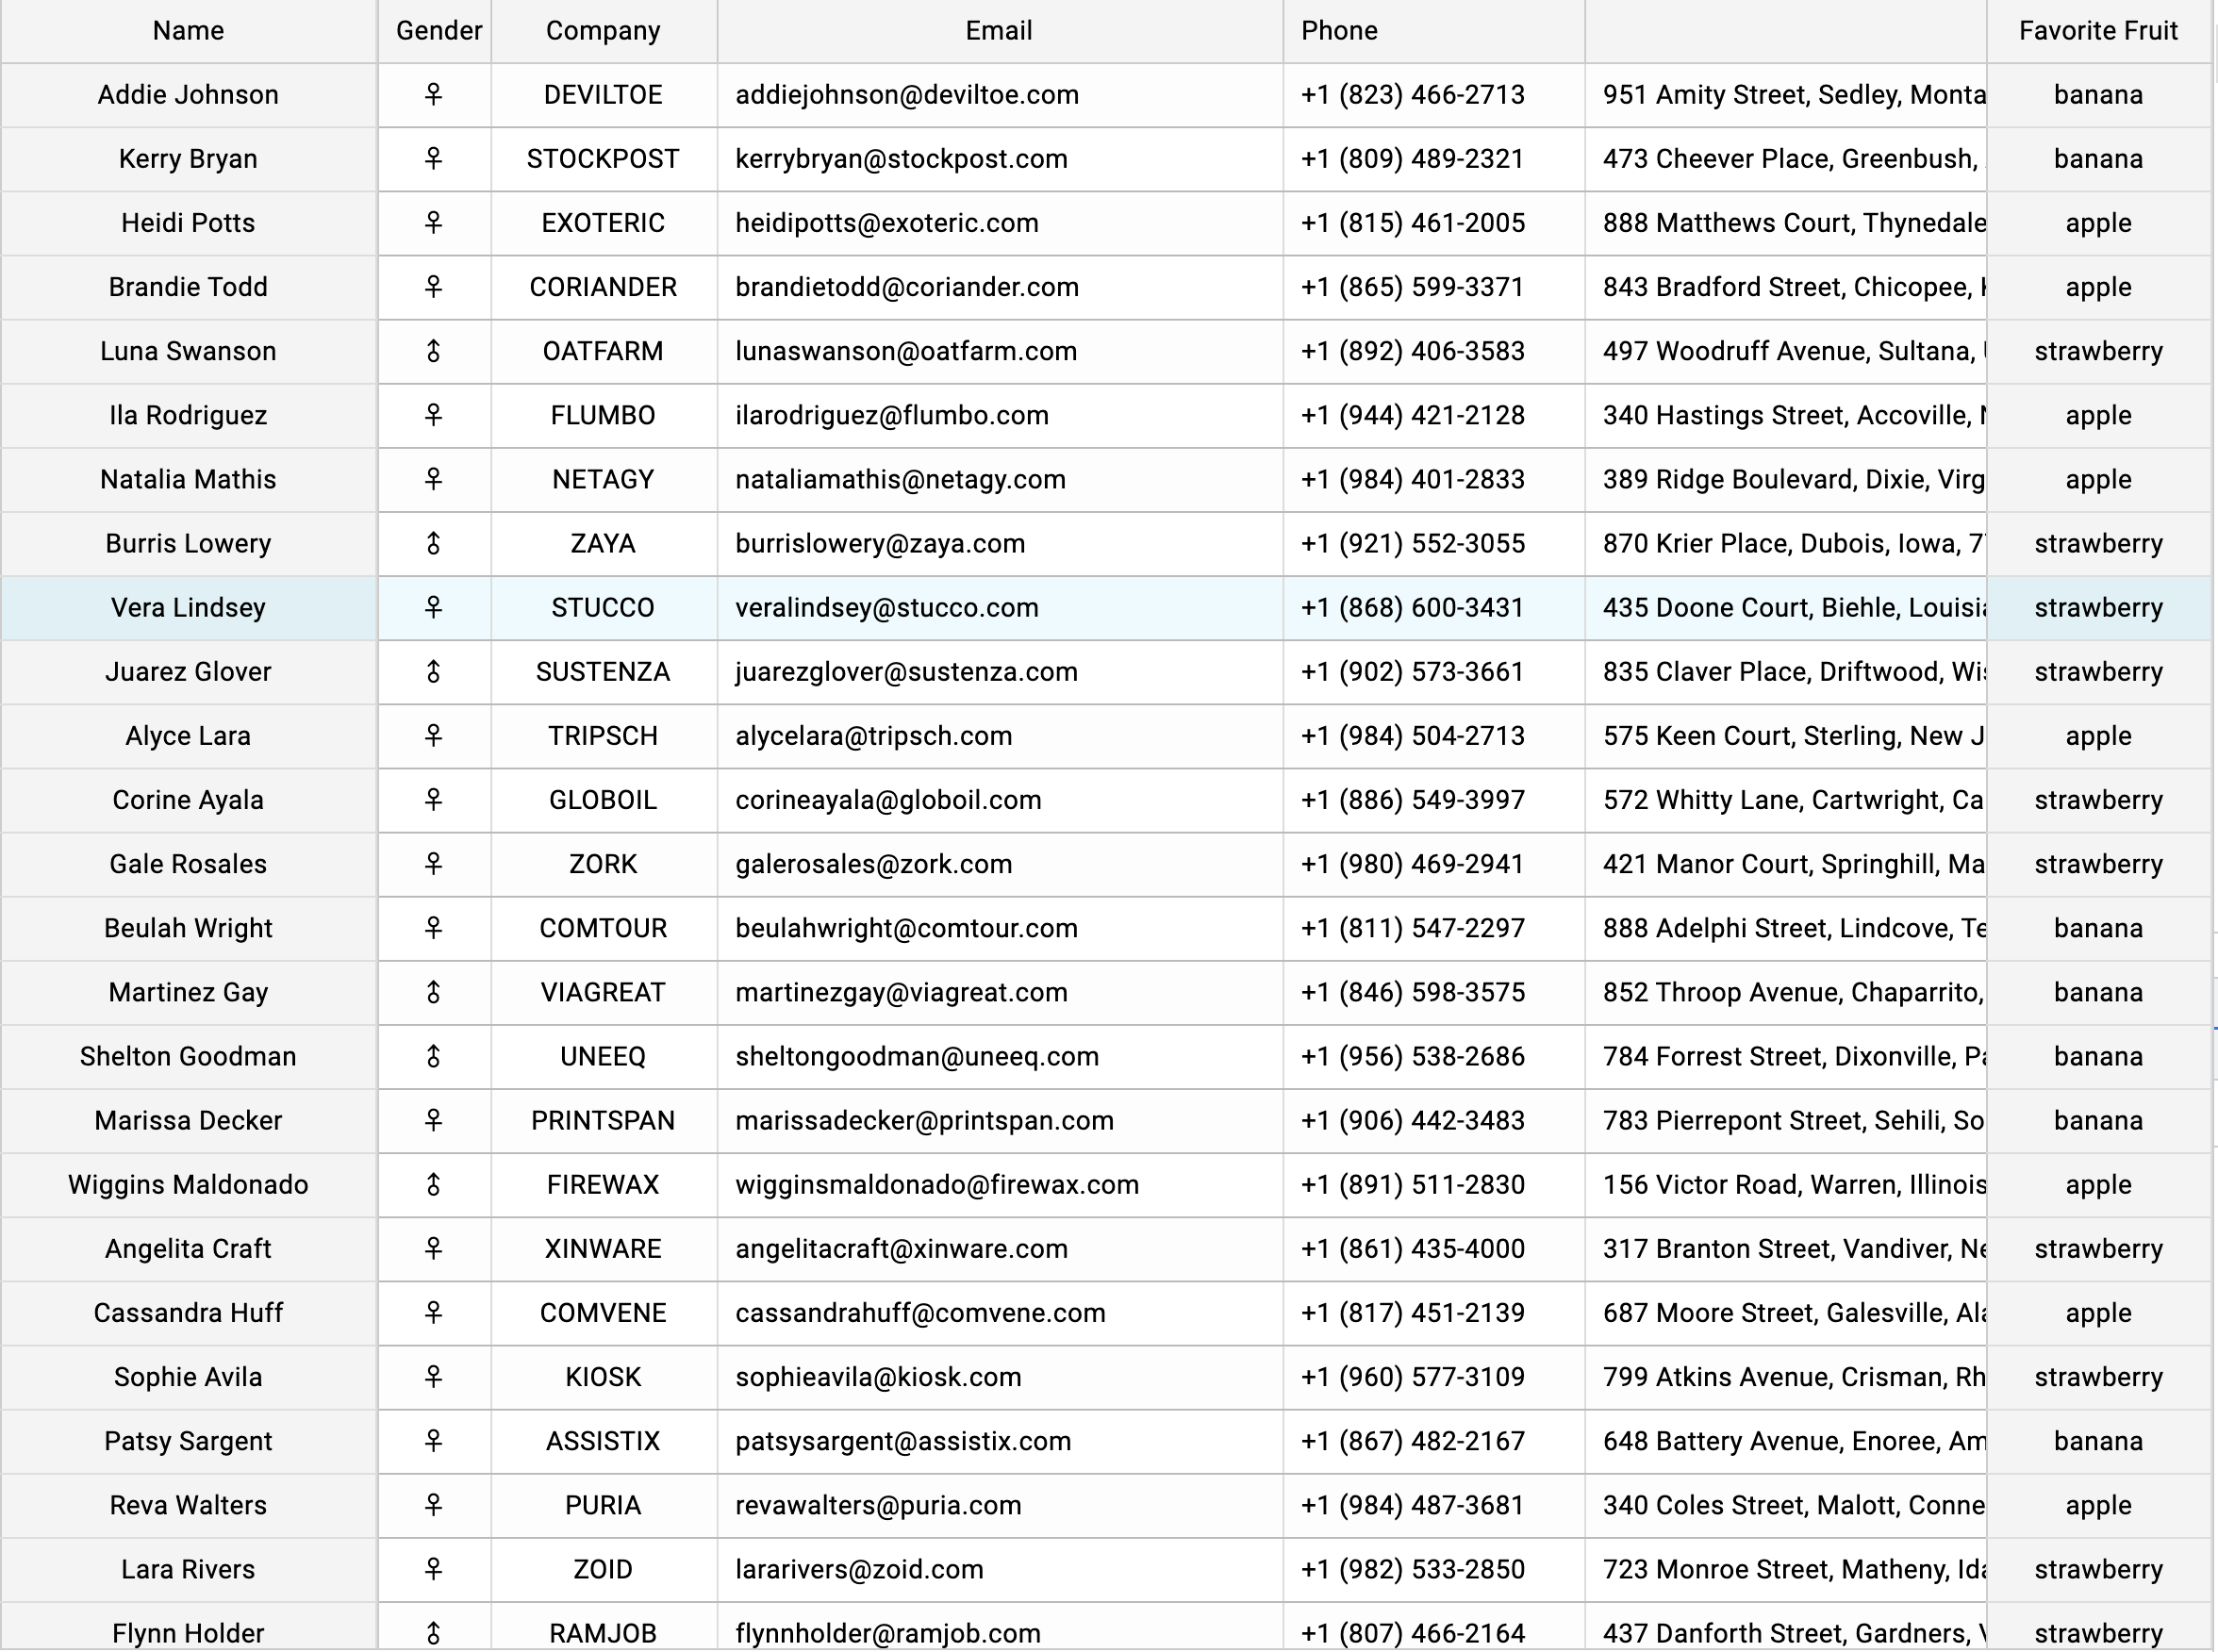 Name Gender Company Email Phone Favorite Fruit
Addie Johnson ♀ DEVILTOE addiejohnson@deviltoe.com +1 (823) 466-2713 951 Amity Street, Sedley, Monta banana
Kerry Bryan ♀ STOCKPOST kerrybryan@stockpost.com +1 (809) 489-2321 473 Cheever Place, Greenbush, banana
Heidi Potts ♀ EXOTERIC heidipotts@exoteric.com +1 (815) 461-2005 888 Matthews Court, Thynedale apple
Brandie Todd ♀ CORIANDER brandietodd@coriander.com +1 (865) 599-3371 843 Bradford Street, Chicopee, apple
Luna Swanson ⚦ OATFARM lunaswanson@oatfarm.com +1 (892) 406-3583 497 Woodruff Avenue, Sultana, strawberry
Ila Rodriguez ♀ FLUMBO ilarodriguez@flumbo.com +1 (944) 421-2128 340 Hastings Street, Accoville, apple
Natalia Mathis ♀ NETAGY nataliamathis@netagy.com +1 (984) 401-2833 389 Ridge Boulevard, Dixie, Virg apple
Burris Lowery ⚦ ZAYA burrislowery@zaya.com +1 (921) 552-3055 870 Krier Place, Dubois, Iowa, 7 strawberry
Vera Lindsey ♀ STUCCO veralindsey@stucco.com +1 (868) 600-3431 435 Doone Court, Biehle, Louisia strawberry
Juarez Glover ⚦ SUSTENZA juarezglover@sustenza.com +1 (902) 573-3661 835 Claver Place, Driftwood, Wis strawberry
Alyce Lara ♀ TRIPSCH alycelara@tripsch.com +1 (984) 504-2713 575 Keen Court, Sterling, New J apple
Corine Ayala ♀ GLOBOIL corineayala@globoil.com +1 (886) 549-3997 572 Whitty Lane, Cartwright, Ca strawberry
Gale Rosales ♀ ZORK galerosales@zork.com +1 (980) 469-2941 421 Manor Court, Springhill, Ma strawberry
Beulah Wright ♀ COMTOUR beulahwright@comtour.com +1 (811) 547-2297 888 Adelphi Street, Lindcove, Te banana
Martinez Gay ⚦ VIAGREAT martinezgay@viagreat.com +1 (846) 598-3575 852 Throop Avenue, Chaparrito, banana
Shelton Goodman ⚦ UNEEQ sheltongoodman@uneeq.com +1 (956) 538-2686 784 Forrest Street, Dixonville, Pa banana
Marissa Decker ♀ PRINTSPAN marissadecker@printspan.com +1 (906) 442-3483 783 Pierrepont Street, Sehili, So banana
Wiggins Maldonado ⚦ FIREWAX wigginsmaldonado@firewax.com +1 (891) 511-2830 156 Victor Road, Warren, Illinois apple
Angelita Craft ♀ XINWARE angelitacraft@xinware.com +1 (861) 435-4000 317 Branton Street, Vandiver, Ne strawberry
Cassandra Huff ♀ COMVENE cassandrahuff@comvene.com +1 (817) 451-2139 687 Moore Street, Galesville, Ala apple
Sophie Avila ♀ KIOSK sophieavila@kiosk.com +1 (960) 577-3109 799 Atkins Avenue, Crisman, Rh strawberry
Patsy Sargent ♀ ASSISTIX patsysargent@assistix.com +1 (867) 482-2167 648 Battery Avenue, Enoree, Am banana
Reva Walters ♀ PURIA revawalters@puria.com +1 (984) 487-3681 340 Coles Street, Malott, Conne apple
Lara Rivers ♀ ZOID lararivers@zoid.com +1 (982) 533-2850 723 Monroe Street, Matheny, Ida strawberry
Flynn Holder ⚦ RAMJOB flynnholder@ramjob.com +1 (807) 466-2164 437 Danforth Street, Gardners, strawberry